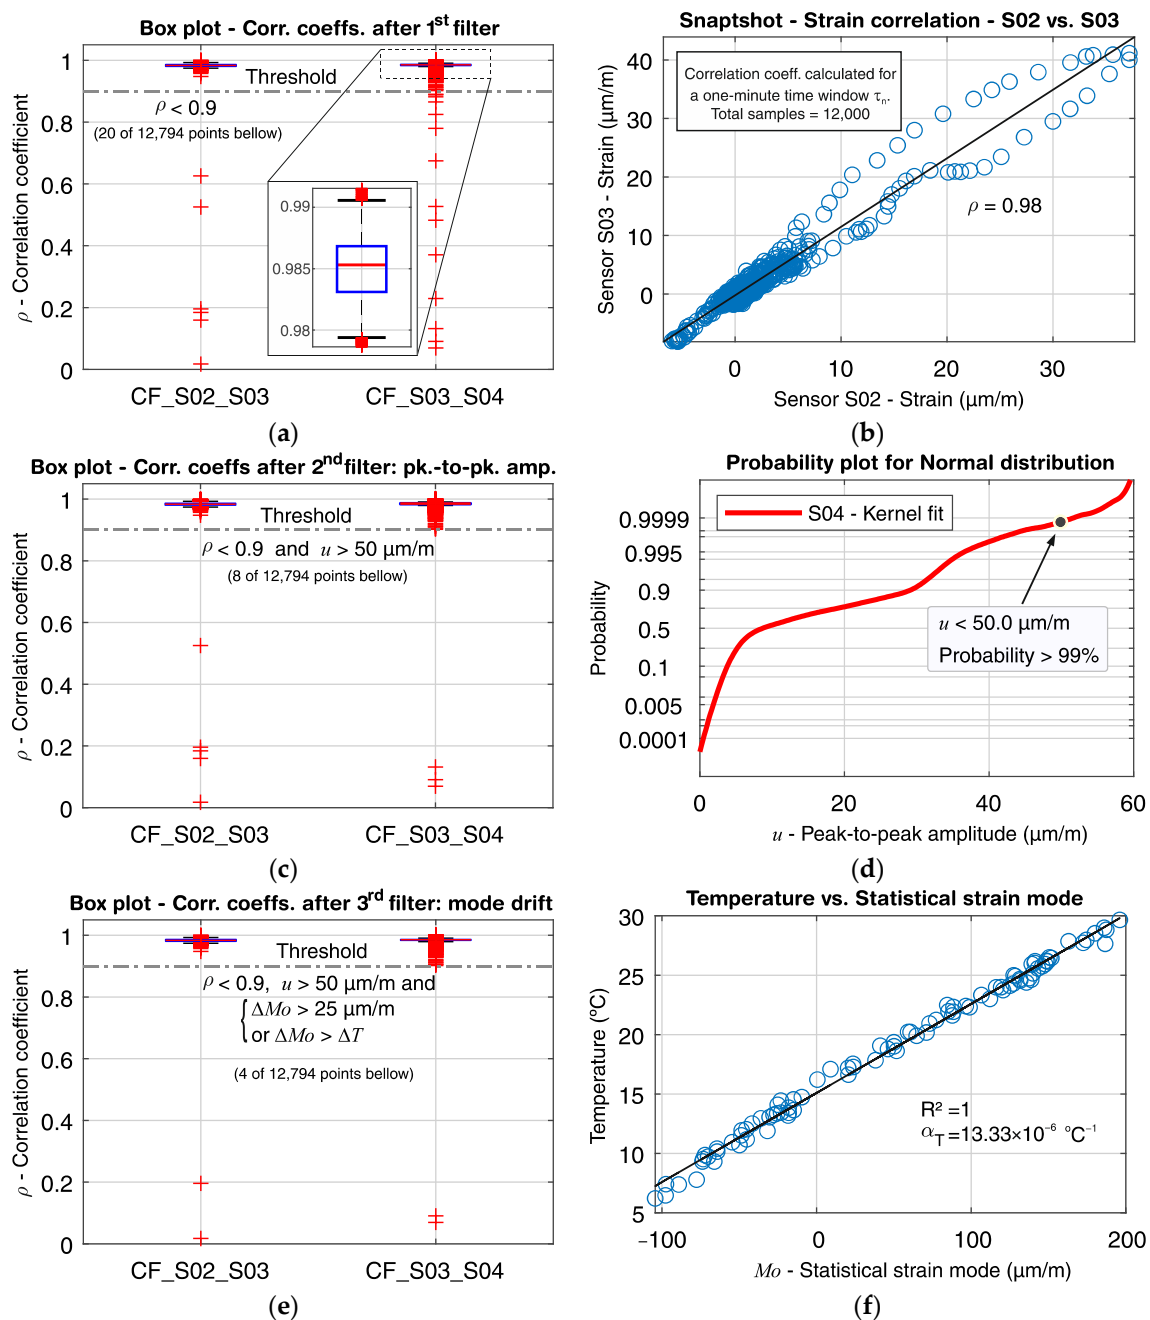 Box plot - Corr. coeffs. after 1st filter
ρ - Correlation coefficient
1
0.8
0.6
0.4
0.2
0
Threshold
ρ < 0.9
(20 of 12,794 points bellow)
0.99
0.985
0.98
CF_S02_S03
CF_S03_S04
(a)
Snaptshot - Strain correlation - S02 vs. S03
Sensor S03 - Strain (µm/m)
40
30
20
10
0
Correlation coeff. calculated for
a one-minute time window τn.
Total samples = 12,000
ρ = 0.98
0
10
20
30
Sensor S02 - Strain (µm/m)
(b)
Box plot - Corr. coeffs after 2nd filter: pk.-to-pk. amp.
ρ - Correlation coefficient
1
0.8
0.6
0.4
0.2
0
Threshold
ρ < 0.9 and u > 50 µm/m
(8 of 12,794 points bellow)
CF_S02_S03
CF_S03_S04
(c)
Probability plot for Normal distribution
Probability
0.9999
0.995
0.9
0.5
0.1
0.005
0.0001
S04 - Kernel fit
u < 50.0 µm/m
Probability > 99%
0
20
40
60
u - Peak-to-peak amplitude (µm/m)
(d)
Box plot - Corr. coeffs. after 3rd filter: mode drift
ρ - Correlation coefficient
1
0.8
0.6
0.4
0.2
0
Threshold
ρ < 0.9, u > 50 µm/m and
{ΔMo > 25 µm/m
or ΔMo > ΔT
(4 of 12,794 points bellow)
CF_S02_S03
CF_S03_S04
(e)
Temperature vs. Statistical strain mode
Temperature (°C)
30
25
20
15
10
5
R² =1
αT =13.33×10⁻⁶ °C⁻¹
−100
0
100
200
Mo - Statistical strain mode (µm/m)
(f)